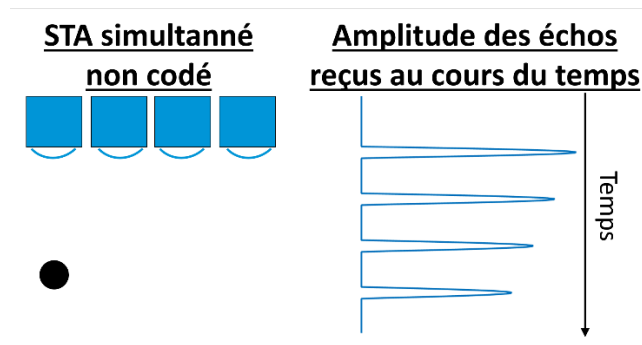 STA simultanné
non codé
Amplitude des échos
reçus au cours du temps
Temps